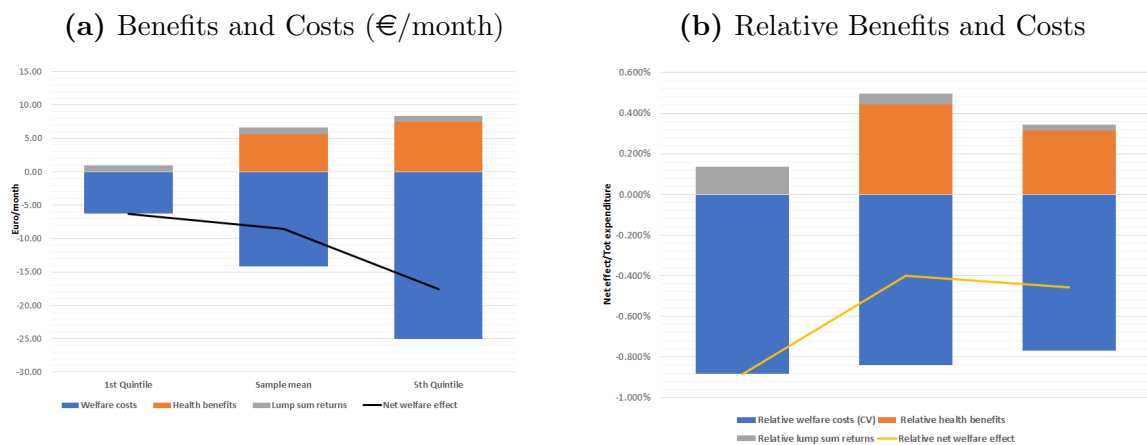 (a) Benefits and Costs (€/month)
15.00
10.00
5.00
0.00
-5.00
-10.00
-15.00
-20.00
-25.00
-30.00
Euro/month
1st Quintile Sample mean 5th Quintile
Welfare costs Health benefits Lump sum returns Net welfare effect
(b) Relative Benefits and Costs
0.600%
0.400%
0.200%
0.000%
-0.200%
-0.400%
-0.600%
-0.800%
-1.000%
Net effect/Tot expenditure
Relative welfare costs (CV) Relative health benefits
Relative lump sum returns Relative net welfare effect